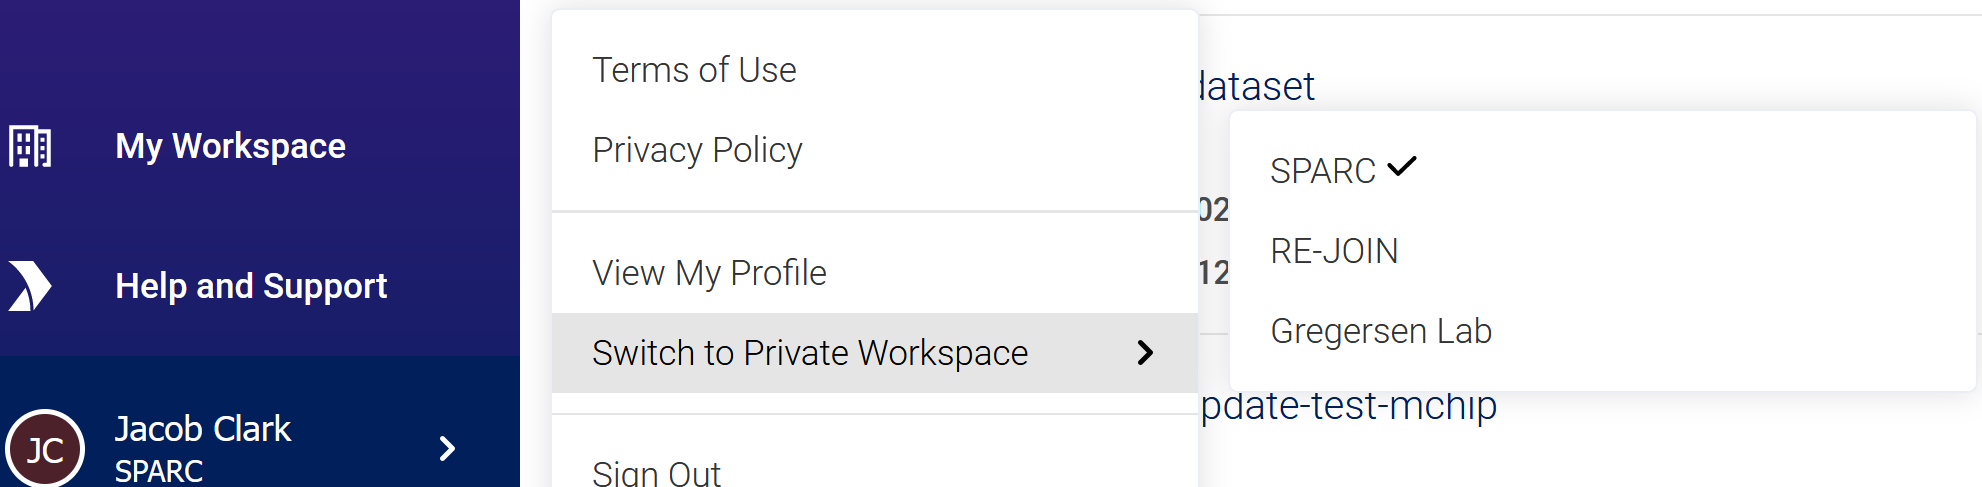 My Workspace
Help and Support
Jacob Clark
JC
SPARC
Terms of Use
Privacy Policy
View My Profile
Switch to Private Workspace
Sign Out
dataset
02
12
SPARC
RE-JOIN
Gregersen Lab
pdate-test-mchip